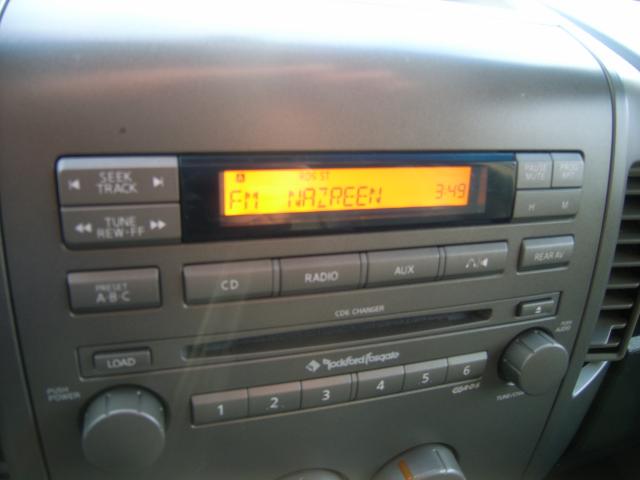 SEEK
TRACK
A RDS ST
FM NAZREEN 3:49
TUNE
REW-FF
H M
PRESET
A·B·C
CD
RADIO
AUX
REAR AV
CD6 CHANGER
LOAD
Rockford Fosgate
PUSH
POWER
1 2 3 4 5 6